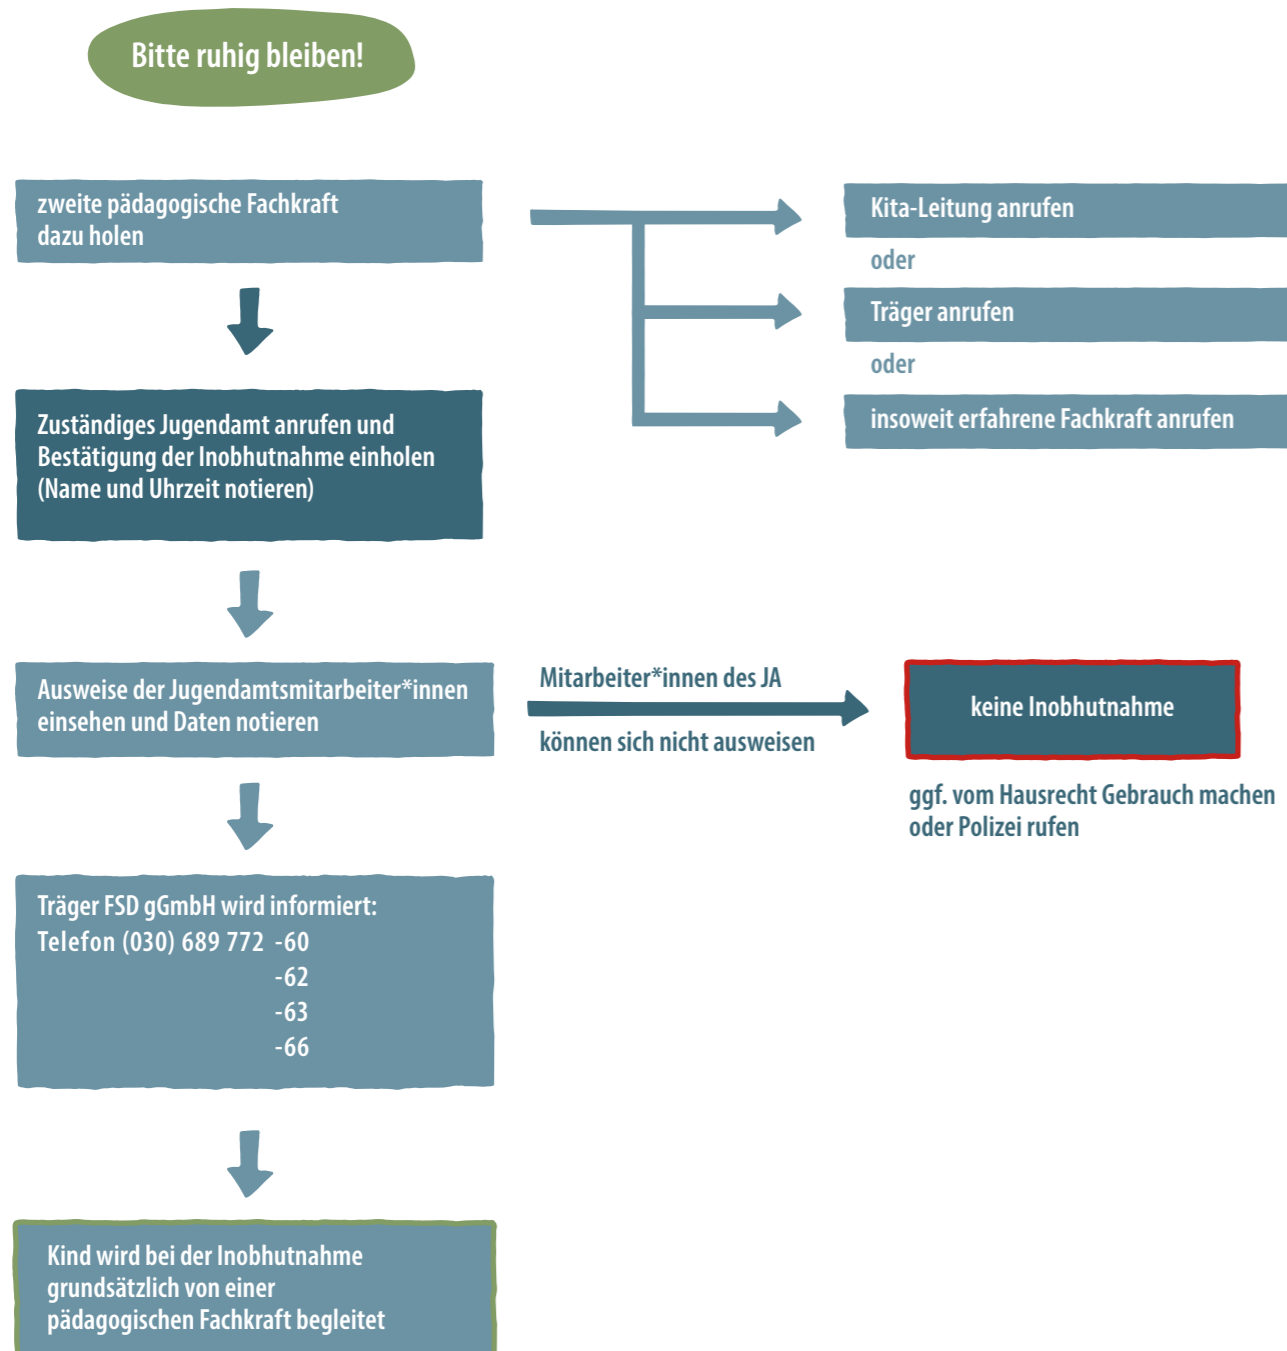 Bitte ruhig bleiben!
zweite pädagogische Fachkraft
dazu holen
Kita-Leitung anrufen
oder
Träger anrufen
oder
insoweit erfahrene Fachkraft anrufen
Zuständiges Jugendamt anrufen und
Bestätigung der Inobhutnahme einholen
(Name und Uhrzeit notieren)
Ausweise der Jugendamtsmitarbeiter*innen
einsehen und Daten notieren
Mitarbeiter*innen des JA
können sich nicht ausweisen
keine Inobhutnahme
ggf. vom Hausrecht Gebrauch machen
oder Polizei rufen
Träger FSD gGmbH wird informiert:
Telefon (030) 689 772 -60
-62
-63
-66
Kind wird bei der Inobhutnahme
grundsätzlich von einer
pädagogischen Fachkraft begleitet